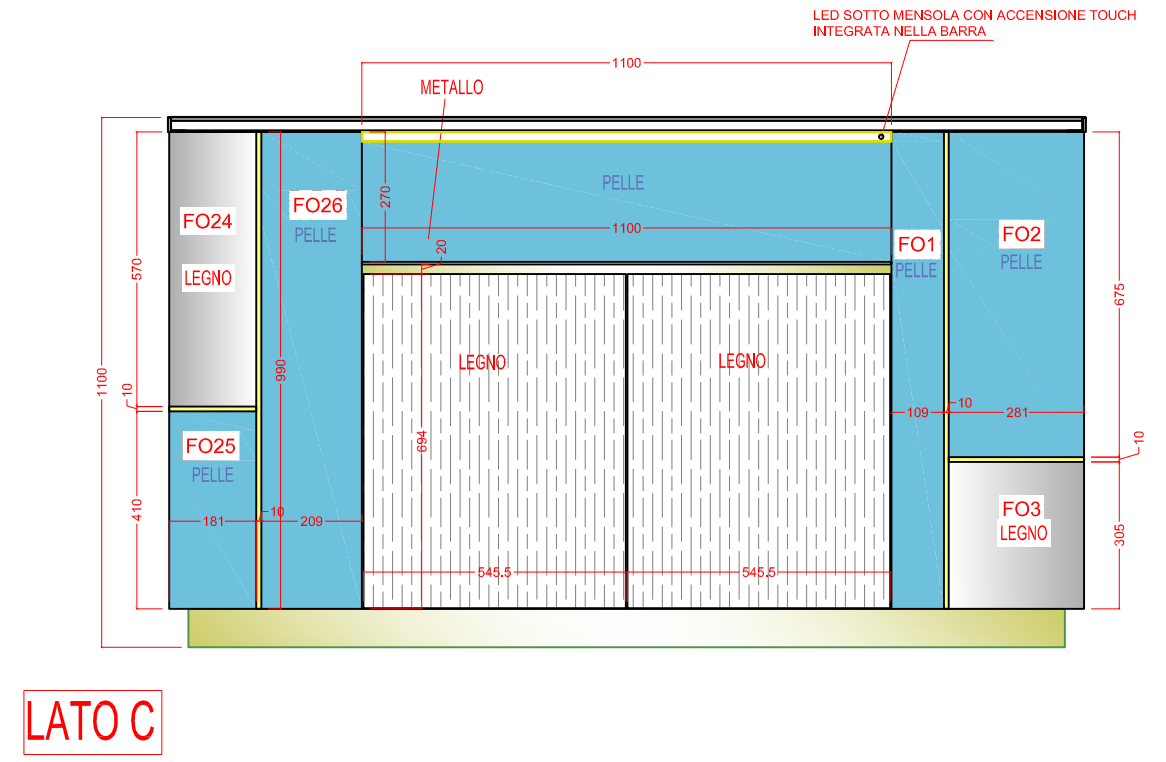 LED SOTTO MENSOLA CON ACCENSIONE TOUCH
INTEGRATA NELLA BARRA
1100
METALLO
PELLE
270
1100
20
FO24
LEGNO
FO26
PELLE
FO1
PELLE
FO2
PELLE
570
675
1100
990
LEGNO
LEGNO
10
109
10
281
694
10
FO25
PELLE
410
181
10
209
FO3
LEGNO
305
545.5
545.5
LATO C